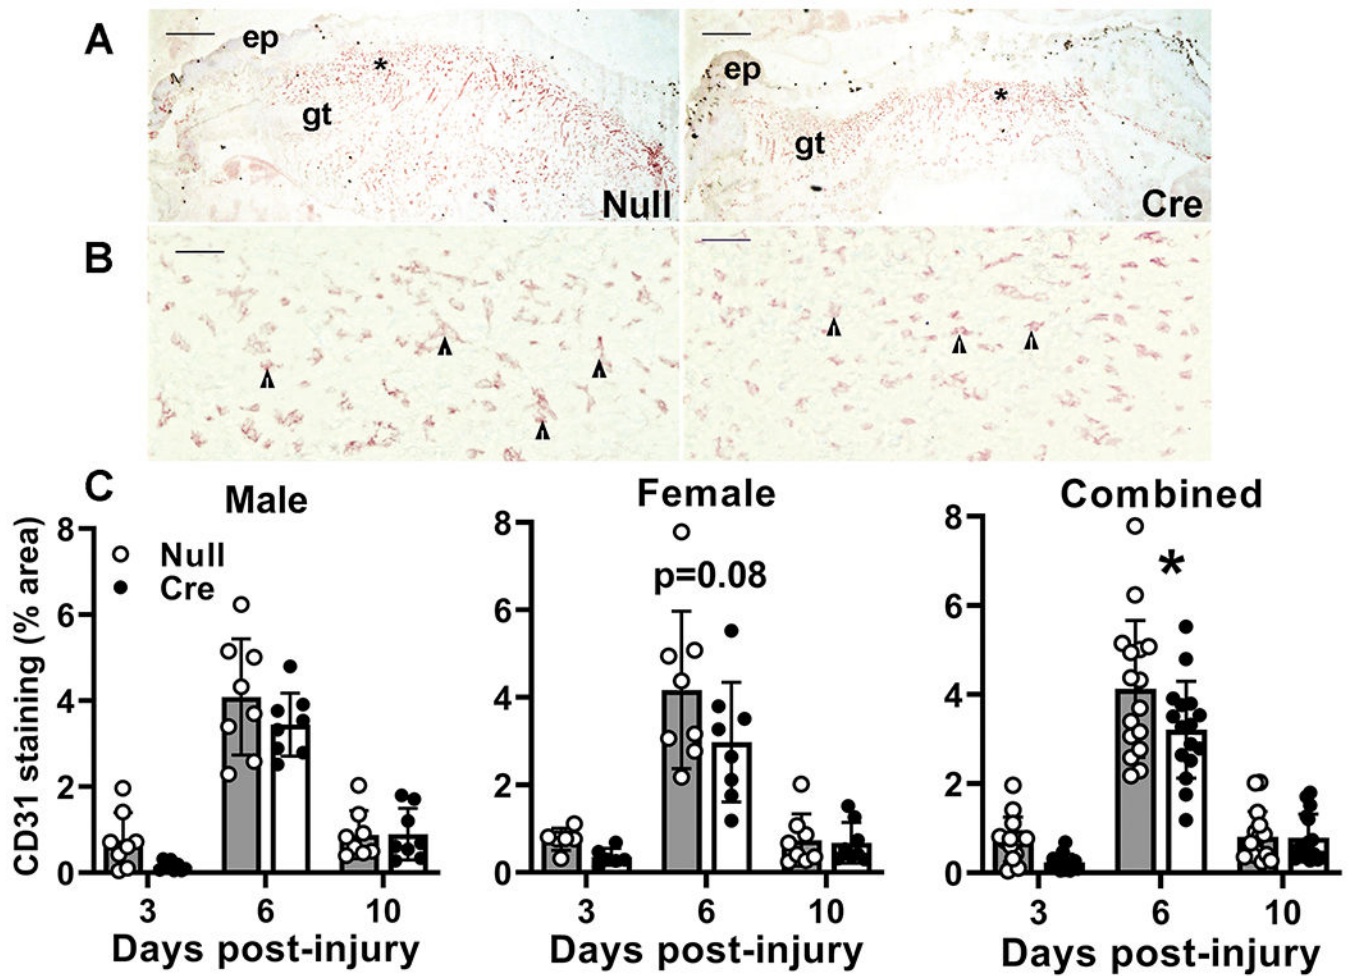 A
ep
*
gt
Null
ep
*
gt
Cre
B
C
Male
CD31 staining (% area)
8
6
4
2
0
Null
Cre
3
6
10
Days post-injury
Female
8
6
4
2
0
p=0.08
3
6
10
Days post-injury
Combined
8
6
4
2
0
*
3
6
10
Days post-injury